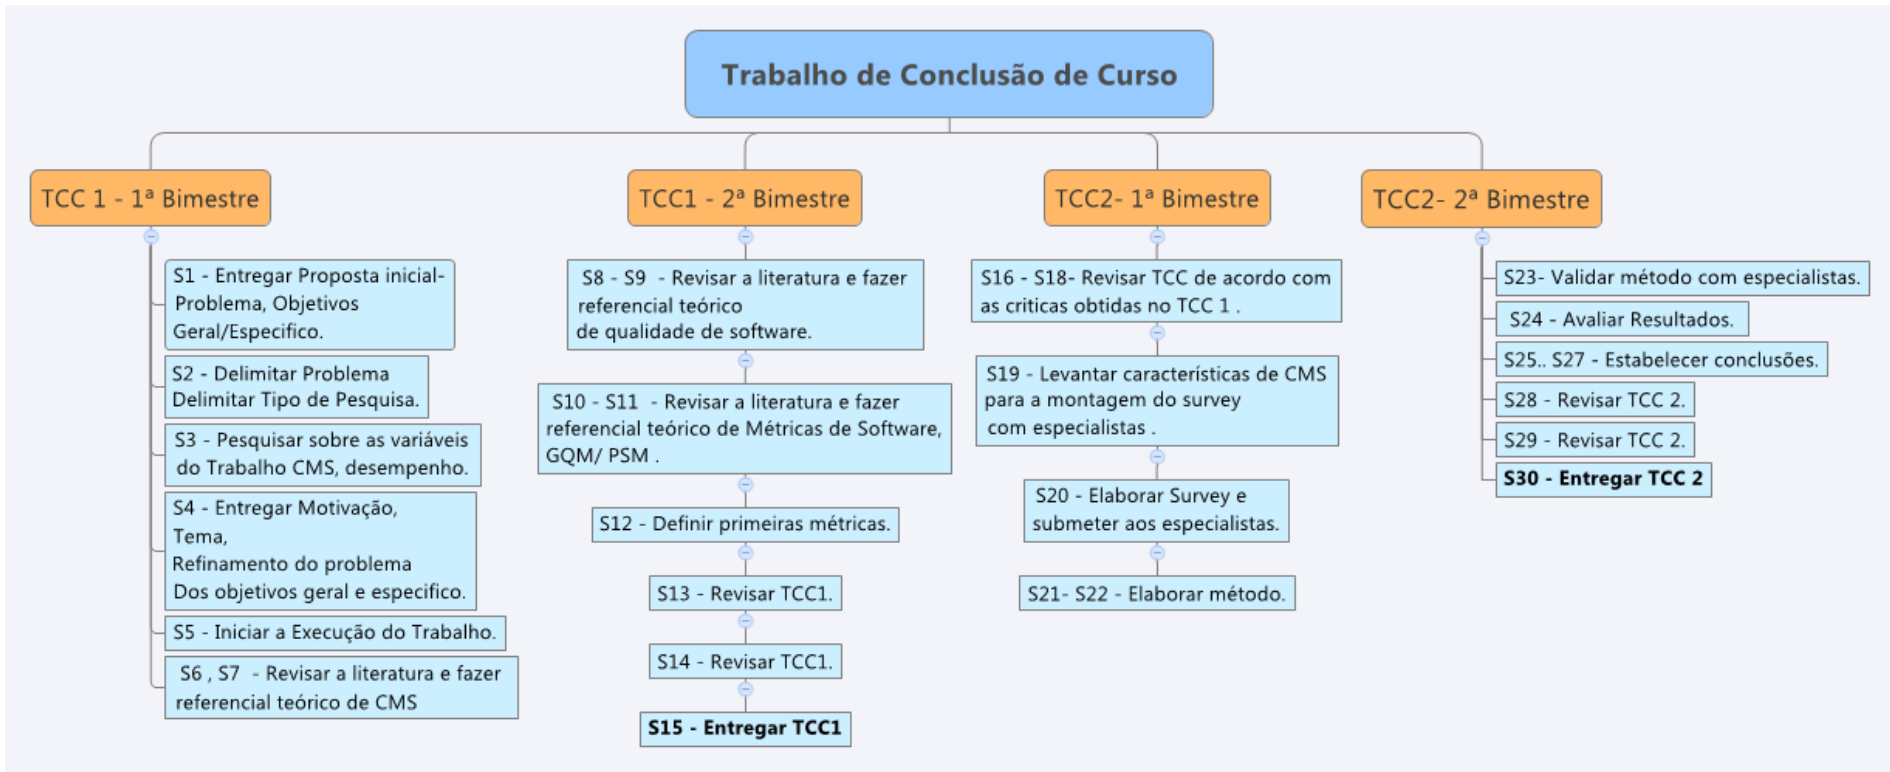 Trabalho de Conclusão de Curso
TCC 1 - 1ª Bimestre
S1 - Entregar Proposta inicial-
Problema, Objetivos
Geral/Especifico.
S2 - Delimitar Problema
Delimitar Tipo de Pesquisa.
S3 - Pesquisar sobre as variáveis
do Trabalho CMS, desempenho.
S4 - Entregar Motivação,
Tema,
Refinamento do problema
Dos objetivos geral e especifico.
S5 - Iniciar a Execução do Trabalho.
S6 , S7 - Revisar a literatura e fazer
referencial teórico de CMS
TCC1 - 2ª Bimestre
S8 - S9 - Revisar a literatura e fazer
referencial teórico
de qualidade de software.
S10 - S11 - Revisar a literatura e fazer
referencial teórico de Métricas de Software,
GQM/ PSM .
S12 - Definir primeiras métricas.
S13 - Revisar TCC1.
S14 - Revisar TCC1.
S15 - Entregar TCC1
TCC2- 1ª Bimestre
S16 - S18- Revisar TCC de acordo com
as criticas obtidas no TCC 1 .
S19 - Levantar características de CMS
para a montagem do survey
com especialistas .
S20 - Elaborar Survey e
submeter aos especialistas.
S21- S22 - Elaborar método.
TCC2- 2ª Bimestre
S23- Validar método com especialistas.
S24 - Avaliar Resultados.
S25.. S27 - Estabelecer conclusões.
S28 - Revisar TCC 2.
S29 - Revisar TCC 2.
S30 - Entregar TCC 2